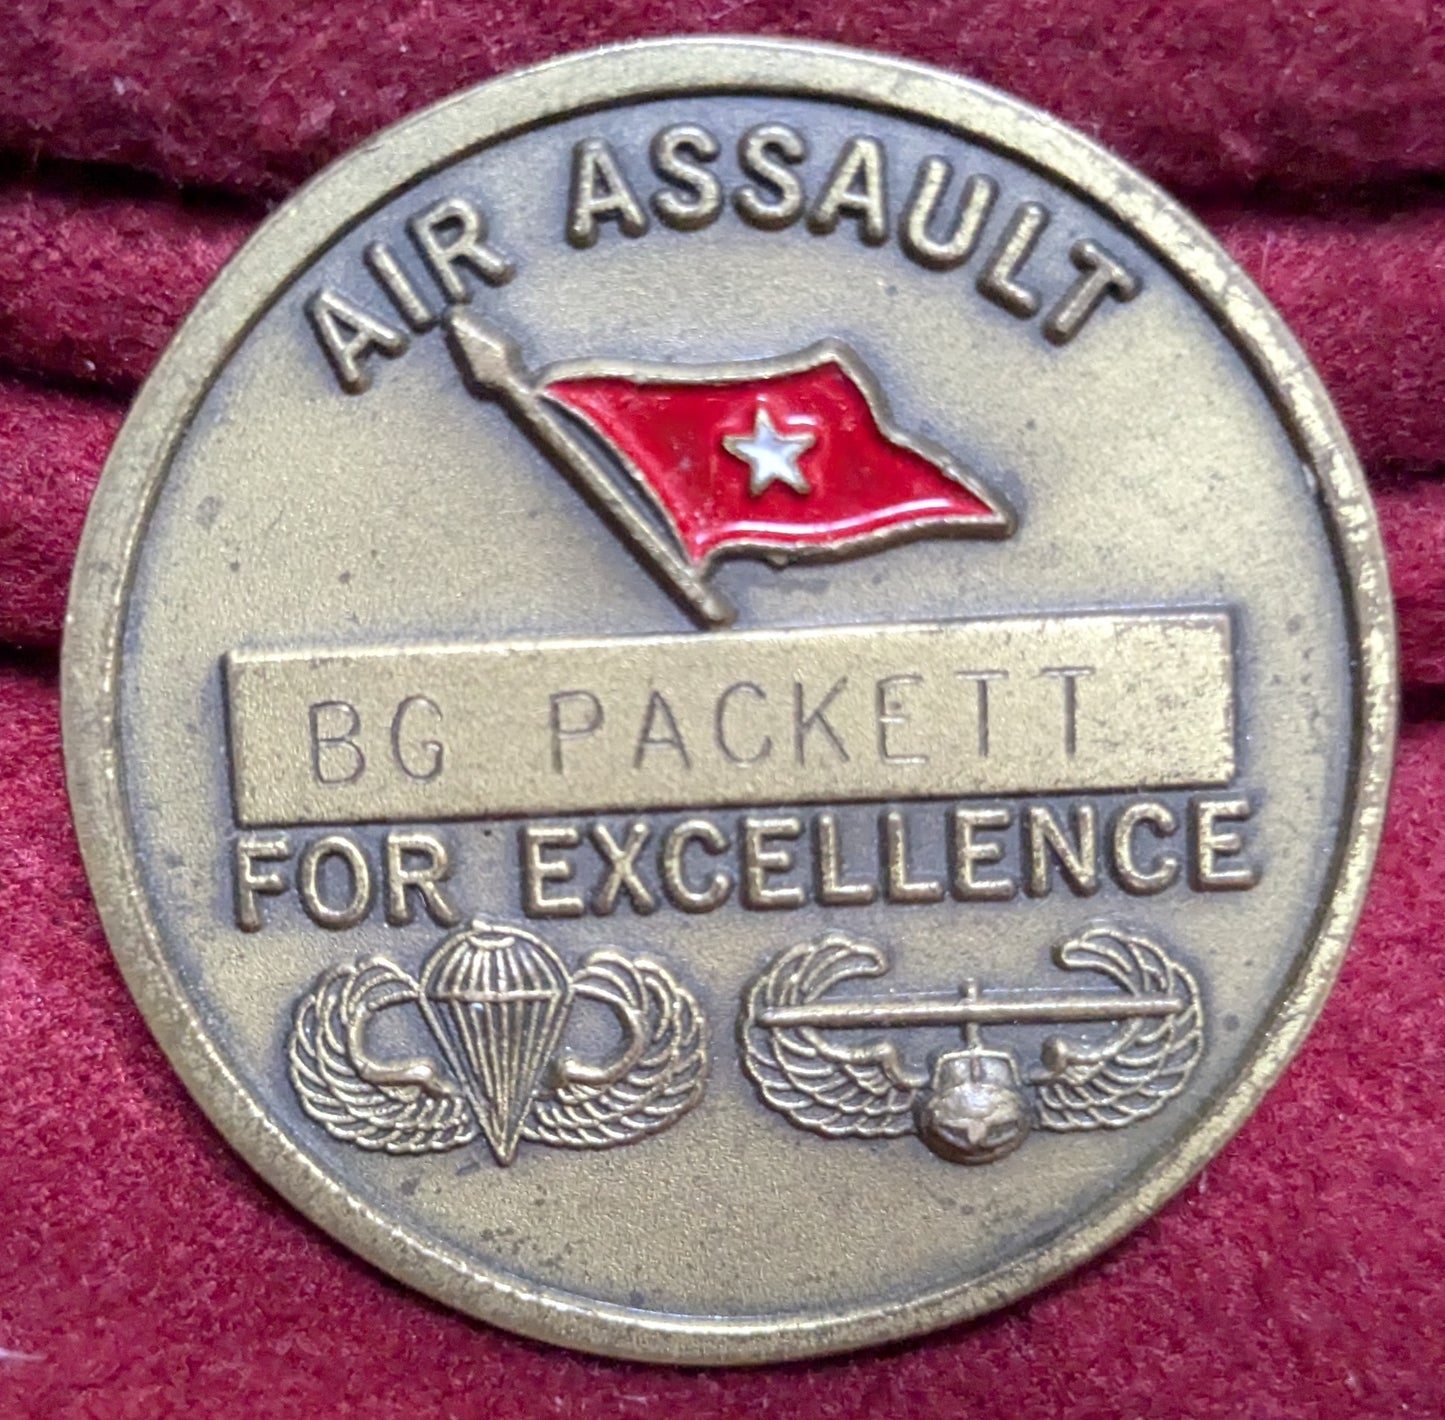 AIR ASSAULT
BG PACKETT
FOR EXCELLENCE